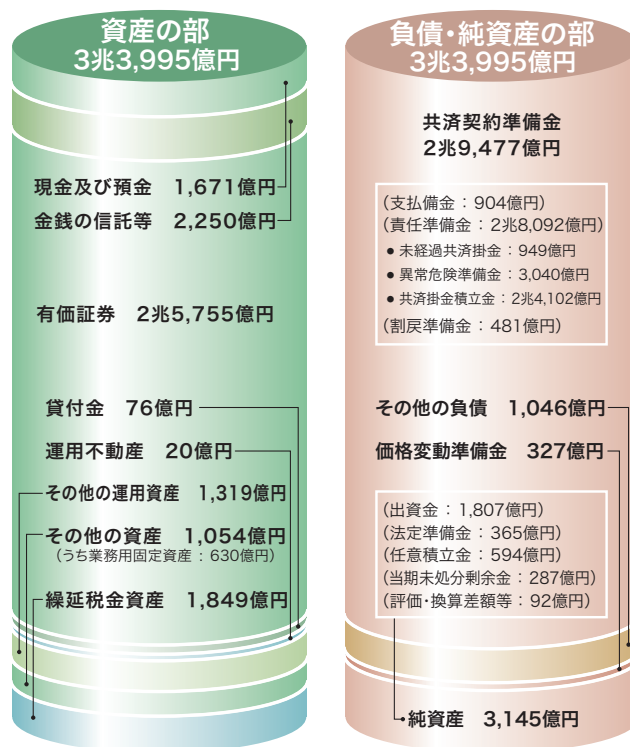 資産の部
3兆3,995億円
現金及び預金 1,671億円
金銭の信託等 2,250億円
有価証券 2兆5,755億円
貸付金 76億円
運用不動産 20億円
その他の運用資産 1,319億円
その他の資産 1,054億円
(うち業務用固定資産：630億円)
繰延税金資産 1,849億円
負債・純資産の部
3兆3,995億円
共済契約準備金
2兆9,477億円
(支払備金：904億円)
(責任準備金：2兆8,092億円)
● 未経過共済掛金：949億円
● 異常危険準備金：3,040億円
● 共済掛金積立金：2兆4,102億円
(割戻準備金：481億円)
その他の負債 1,046億円
価格変動準備金 327億円
(出資金：1,807億円)
(法定準備金：365億円)
(任意積立金：594億円)
(当期未処分剰余金：287億円)
(評価・換算差額等：92億円)
純資産 3,145億円